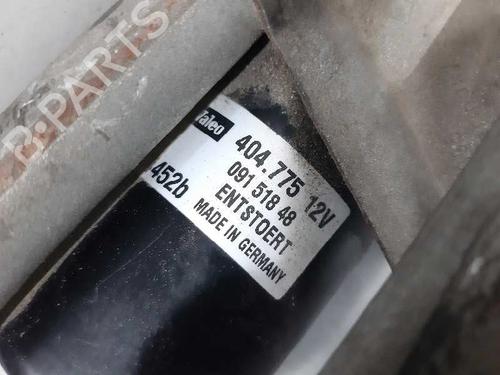 B-PARTS
Valeo
404.775 12V
091 518 48
452b ENTSTOERT
MADE IN GERMANY